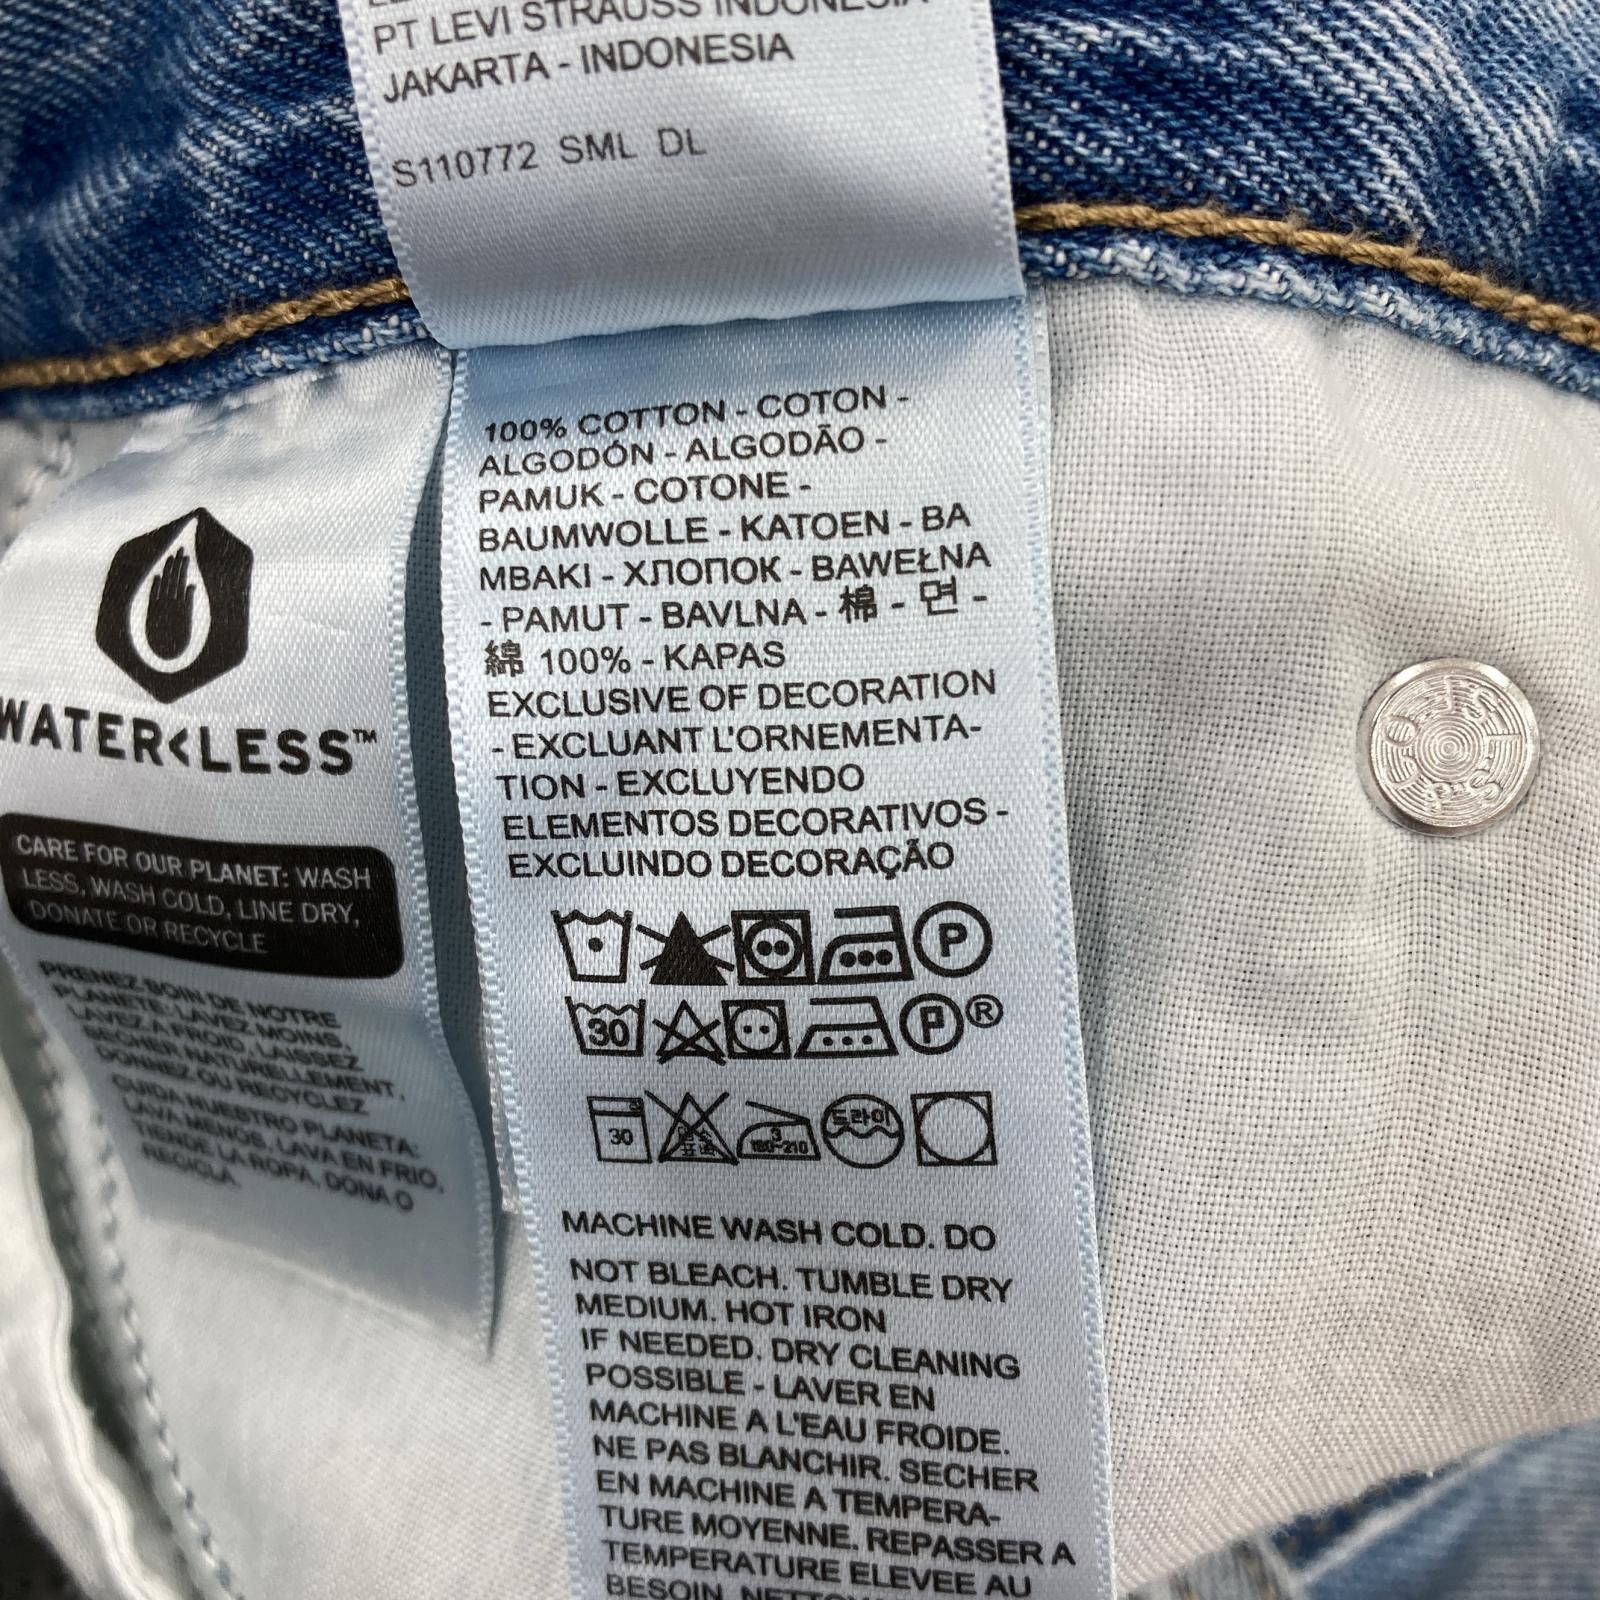 PT LEVI STRAUSS INDONESIA
JAKARTA - INDONESIA
S110772 SML DL
WATER<LESS™
CARE FOR OUR PLANET: WASH
LESS, WASH COLD, LINE DRY,
DONATE OR RECYCLE
PRENEZ SOIN DE NOTRE
PLANETE: LAVEZ MOINS,
LAVEZ A FROID, LAISSEZ
SECHER NATURELLEMENT,
DONNEZ OU RECYCLEZ
CUIDA NUESTRO PLANETA:
LAVA MENOS, LAVA EN FRIO,
TIENDE LA ROPA, DONA O
RECICLA
100% COTTON - COTON -
ALGODÓN - ALGODÃO -
PAMUK - COTONE -
BAUMWOLLE - KATOEN - BA
MBAKI - ХЛОПОК - BAWEŁNA
- PAMUT - BAVLNA - 棉 - 면 -
綿 100% - KAPAS
EXCLUSIVE OF DECORATION
- EXCLUANT L'ORNEMENTA-
TION - EXCLUYENDO
ELEMENTOS DECORATIVOS -
EXCLUINDO DECORAÇÃO
P
30 P ®
30 3 180~210 드라이
MACHINE WASH COLD. DO
NOT BLEACH. TUMBLE DRY
MEDIUM. HOT IRON
IF NEEDED. DRY CLEANING
POSSIBLE - LAVER EN
MACHINE A L'EAU FROIDE.
NE PAS BLANCHIR. SECHER
EN MACHINE A TEMPERA-
TURE MOYENNE. REPASSER A
TEMPERATURE ELEVEE AU
BESOIN.
LS&CO